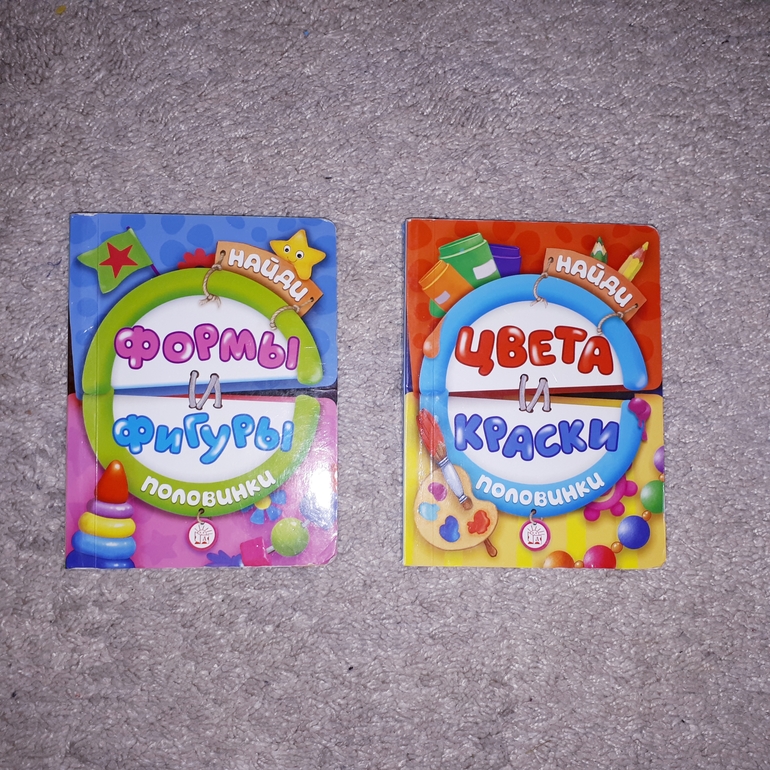 НАЙДИ
ФОРМЫ
И
ФИГУРЫ
ПОЛОВИНКИ
НАЙДИ
ЦВЕТА
И
КРАСКИ
ПОЛОВИНКИ